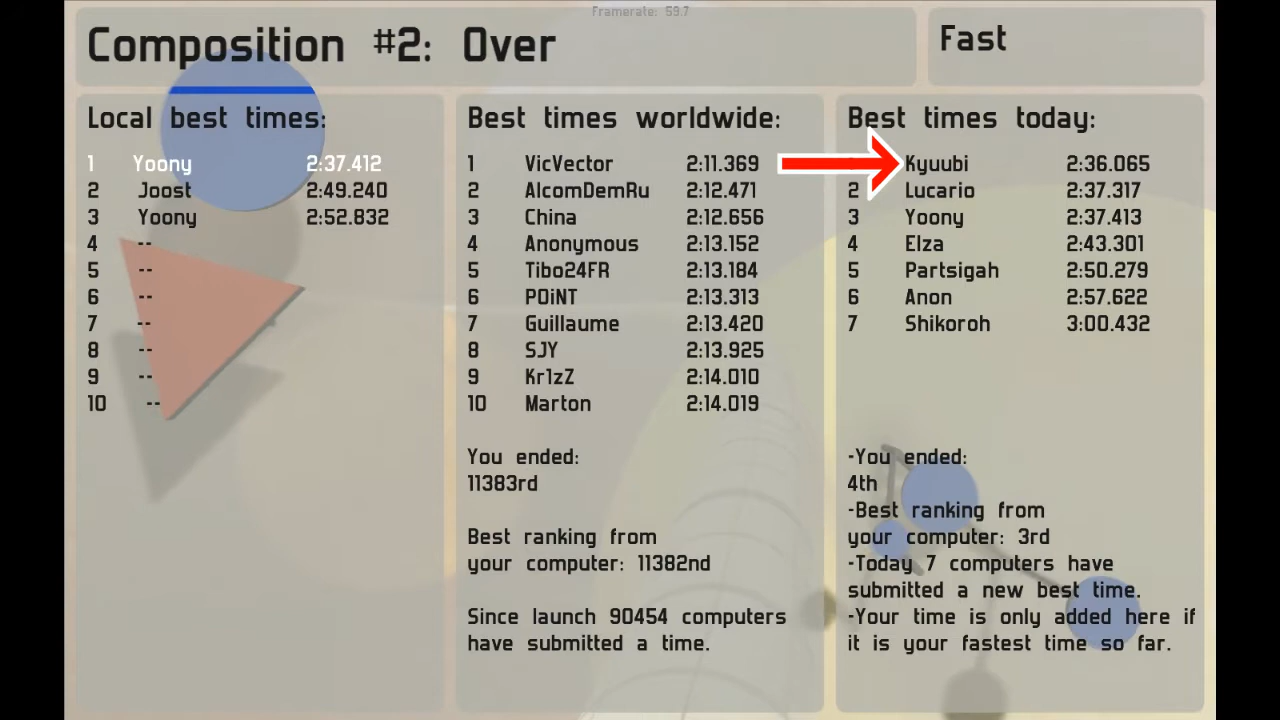 Framerate: 59.7
Composition #2: Over
Fast
Local best times:
1 Yoony 2:37.412
2 Joost 2:49.240
3 Yoony 2:52.832
4 --
5 --
6 --
7 --
8 --
9 --
10 --
Best times worldwide:
1 VicVector 2:11.369
2 AlcomDemRu 2:12.471
3 China 2:12.656
4 Anonymous 2:13.152
5 Tibo24FR 2:13.184
6 POiNT 2:13.313
7 Guillaume 2:13.420
8 SJY 2:13.925
9 Kr1zZ 2:14.010
10 Marton 2:14.019
You ended:
11383rd
Best ranking from
your computer: 11382nd
Since launch 90454 computers
have submitted a time.
Best times today:
Kyuubi 2:36.065
2 Lucario 2:37.317
3 Yoony 2:37.413
4 Elza 2:43.301
5 Partsigah 2:50.279
6 Anon 2:57.622
7 Shikoroh 3:00.432
-You ended:
4th
-Best ranking from
your computer: 3rd
-Today 7 computers have
submitted a new best time.
-Your time is only added here if
it is your fastest time so far.